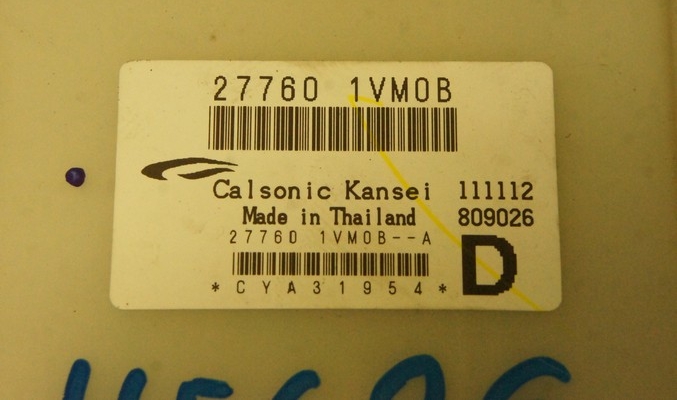 27760 1VM0B
Calsonic Kansei 111112
Made in Thailand 809026
27760 1VM0B--A
D
*CYA31954*